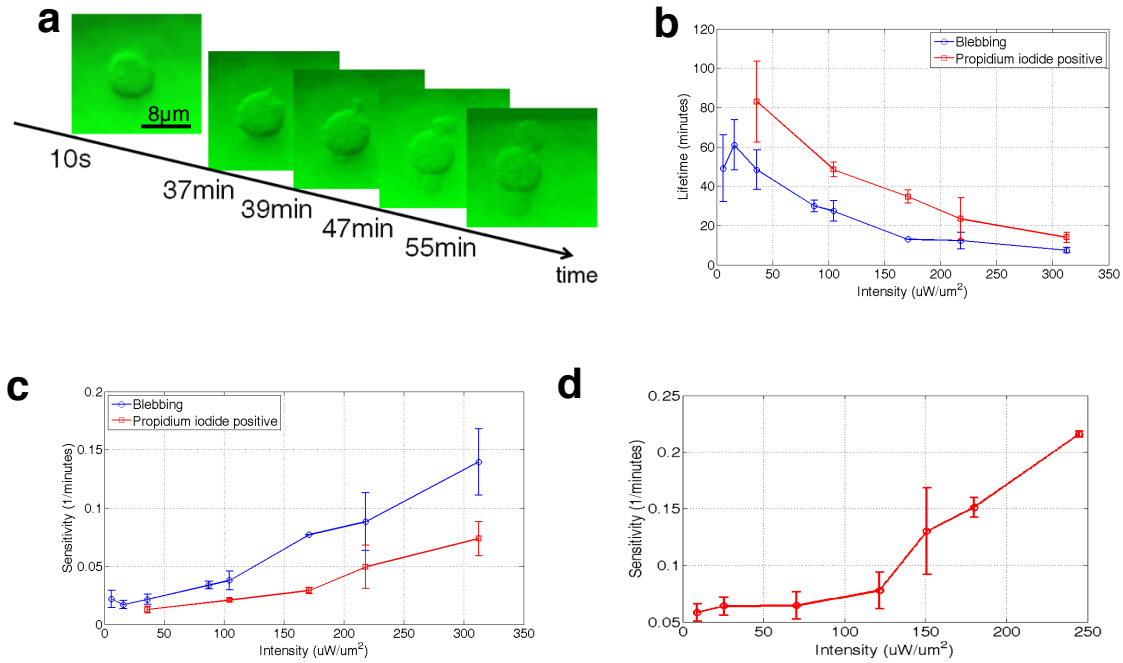 a
8µm
10s
37min
39min
47min
55min
time
b
Blebbing
Propidium iodide positive
120
100
80
60
40
20
0
Lifetime (minutes)
0 50 100 150 200 250 300 350
Intensity (uW/um²)
c
Blebbing
Propidium iodide positive
0.2
0.15
0.1
0.05
0
Sensitivity (1/minutes)
0 50 100 150 200 250 300 350
Intensity (uW/um²)
d
0.25
0.2
0.15
0.1
0.05
Sensitivity (1/minutes)
0 50 100 150 200 250
Intensity (uW/um²)